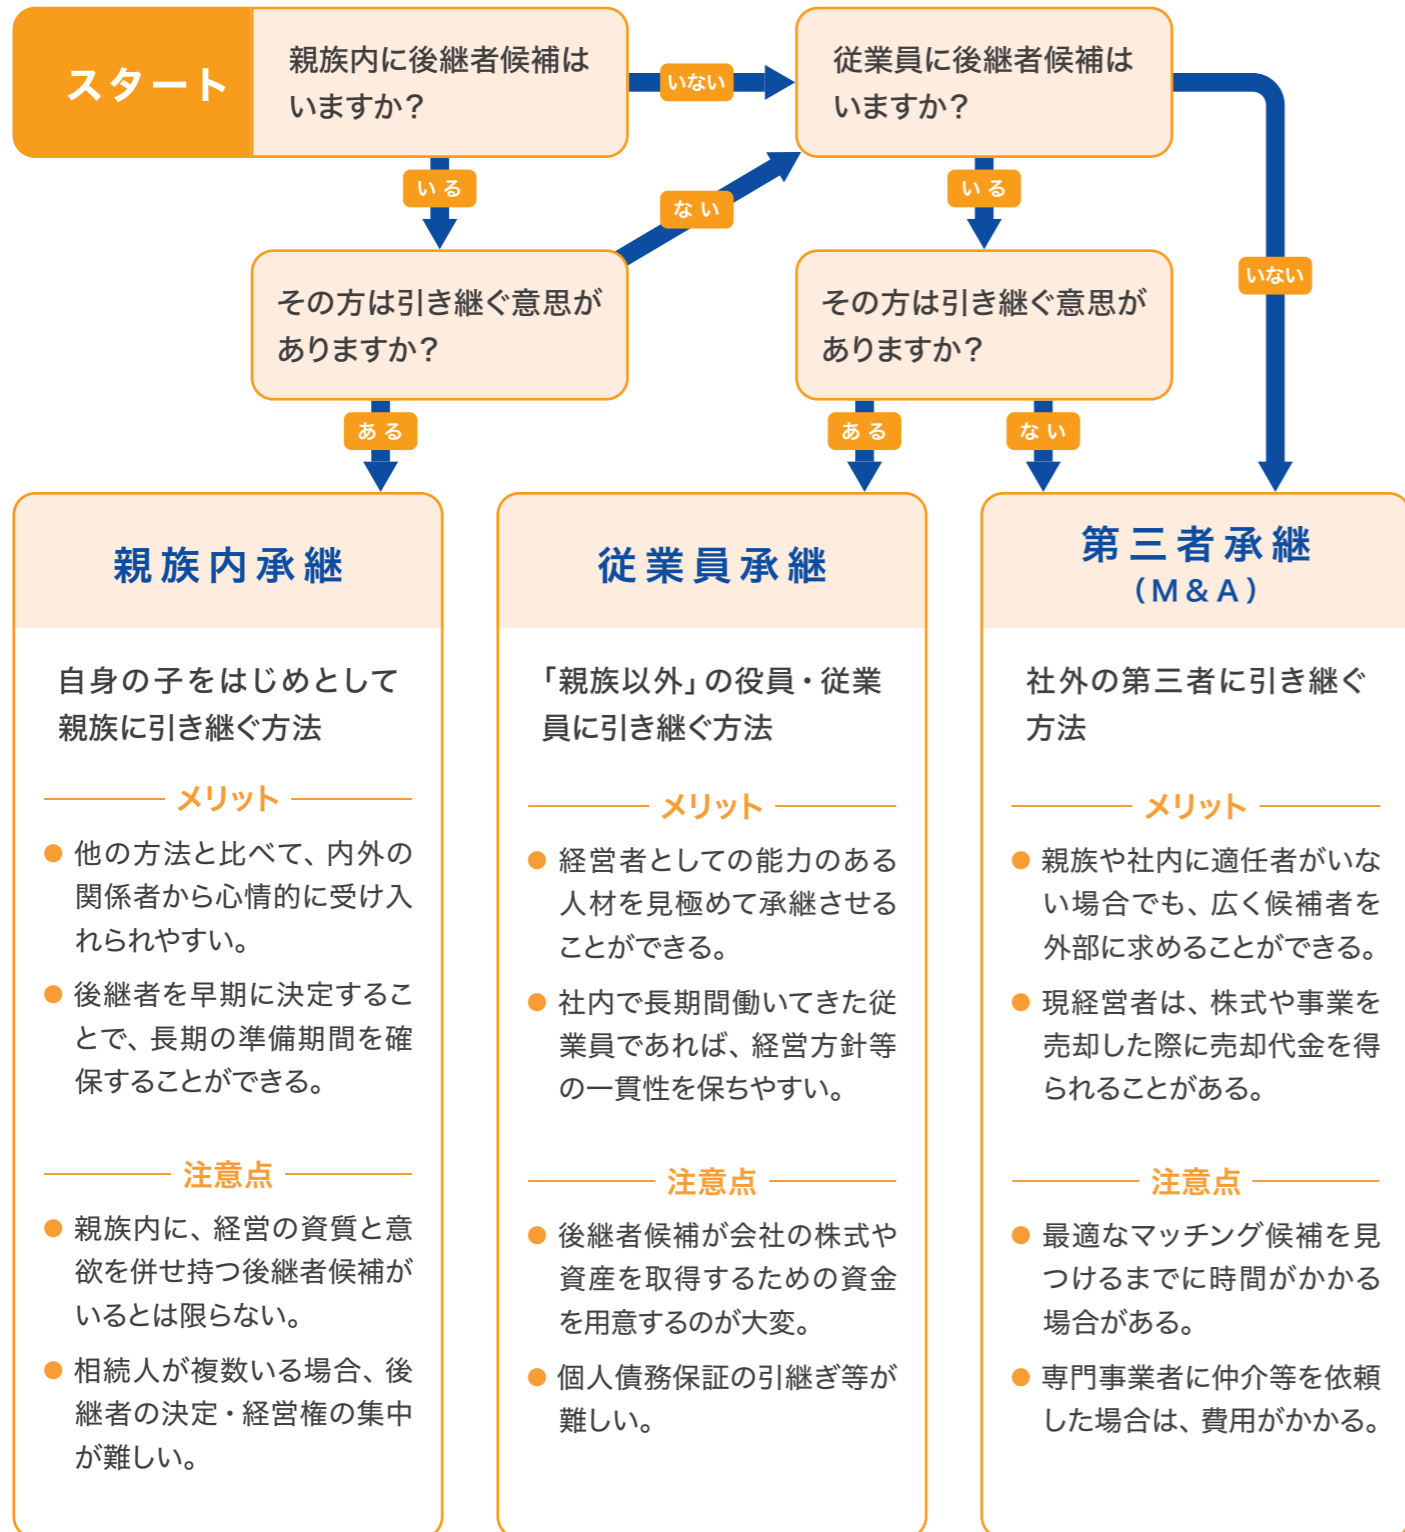 スタート
親族内に後継者候補は
いますか?
いない
従業員に後継者候補は
いますか?
いる
ない
いる
いない
その方は引き継ぐ意思が
ありますか?
その方は引き継ぐ意思が
ありますか?
ある
ある
ない
親族内承継
自身の子をはじめとして
親族に引き継ぐ方法
メリット
● 他の方法と比べて、内外の
関係者から心情的に受け入
れられやすい。
● 後継者を早期に決定するこ
とで、長期の準備期間を確
保することができる。
注意点
● 親族内に、経営の資質と意
欲を併せ持つ後継者候補が
いるとは限らない。
● 相続人が複数いる場合、後
継者の決定・経営権の集中
が難しい。
従業員承継
「親族以外」の役員・従業
員に引き継ぐ方法
メリット
● 経営者としての能力のある
人材を見極めて承継させる
ことができる。
● 社内で長期間働いてきた従
業員であれば、経営方針等
の一貫性を保ちやすい。
注意点
● 後継者候補が会社の株式や
資産を取得するための資金
を用意するのが大変。
● 個人債務保証の引継ぎ等が
難しい。
第三者承継
(M&A)
社外の第三者に引き継ぐ
方法
メリット
● 親族や社内に適任者がいな
い場合でも、広く候補者を
外部に求めることができる。
● 現経営者は、株式や事業を
売却した際に売却代金を得
られることがある。
注意点
● 最適なマッチング候補を見
つけるまでに時間がかかる
場合がある。
● 専門事業者に仲介等を依頼
した場合は、費用がかかる。